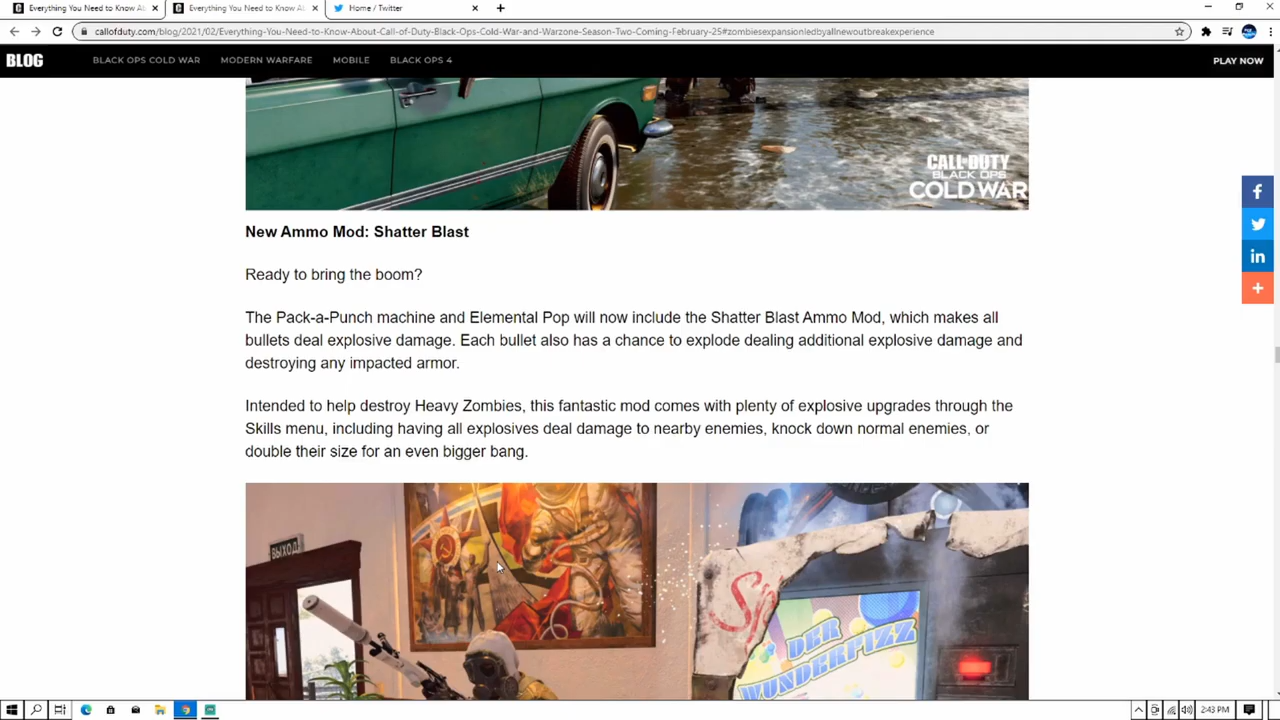 Everything You Need to Know Ab
Everything You Need to Know Ab
Home / Twitter
callofduty.com/blog/2021/02/Everything-You-Need-to-Know-About-Call-of-Duty-Black-Ops-Cold-War-and-Warzone-Season-Two-Coming-February-25#zombiesexpansionledbyallnewoutbreakexperience
BLOG
BLACK OPS COLD WAR
MODERN WARFARE
MOBILE
BLACK OPS 4
PLAY NOW
CALL OF DUTY
BLACK OPS
COLD WAR
New Ammo Mod: Shatter Blast
Ready to bring the boom?
The Pack-a-Punch machine and Elemental Pop will now include the Shatter Blast Ammo Mod, which makes all
bullets deal explosive damage. Each bullet also has a chance to explode dealing additional explosive damage and
destroying any impacted armor.
Intended to help destroy Heavy Zombies, this fantastic mod comes with plenty of explosive upgrades through the
Skills menu, including having all explosives deal damage to nearby enemies, knock down normal enemies, or
double their size for an even bigger bang.
ВЫХОД
DER
WUNDERFIZZ
2:43 PM